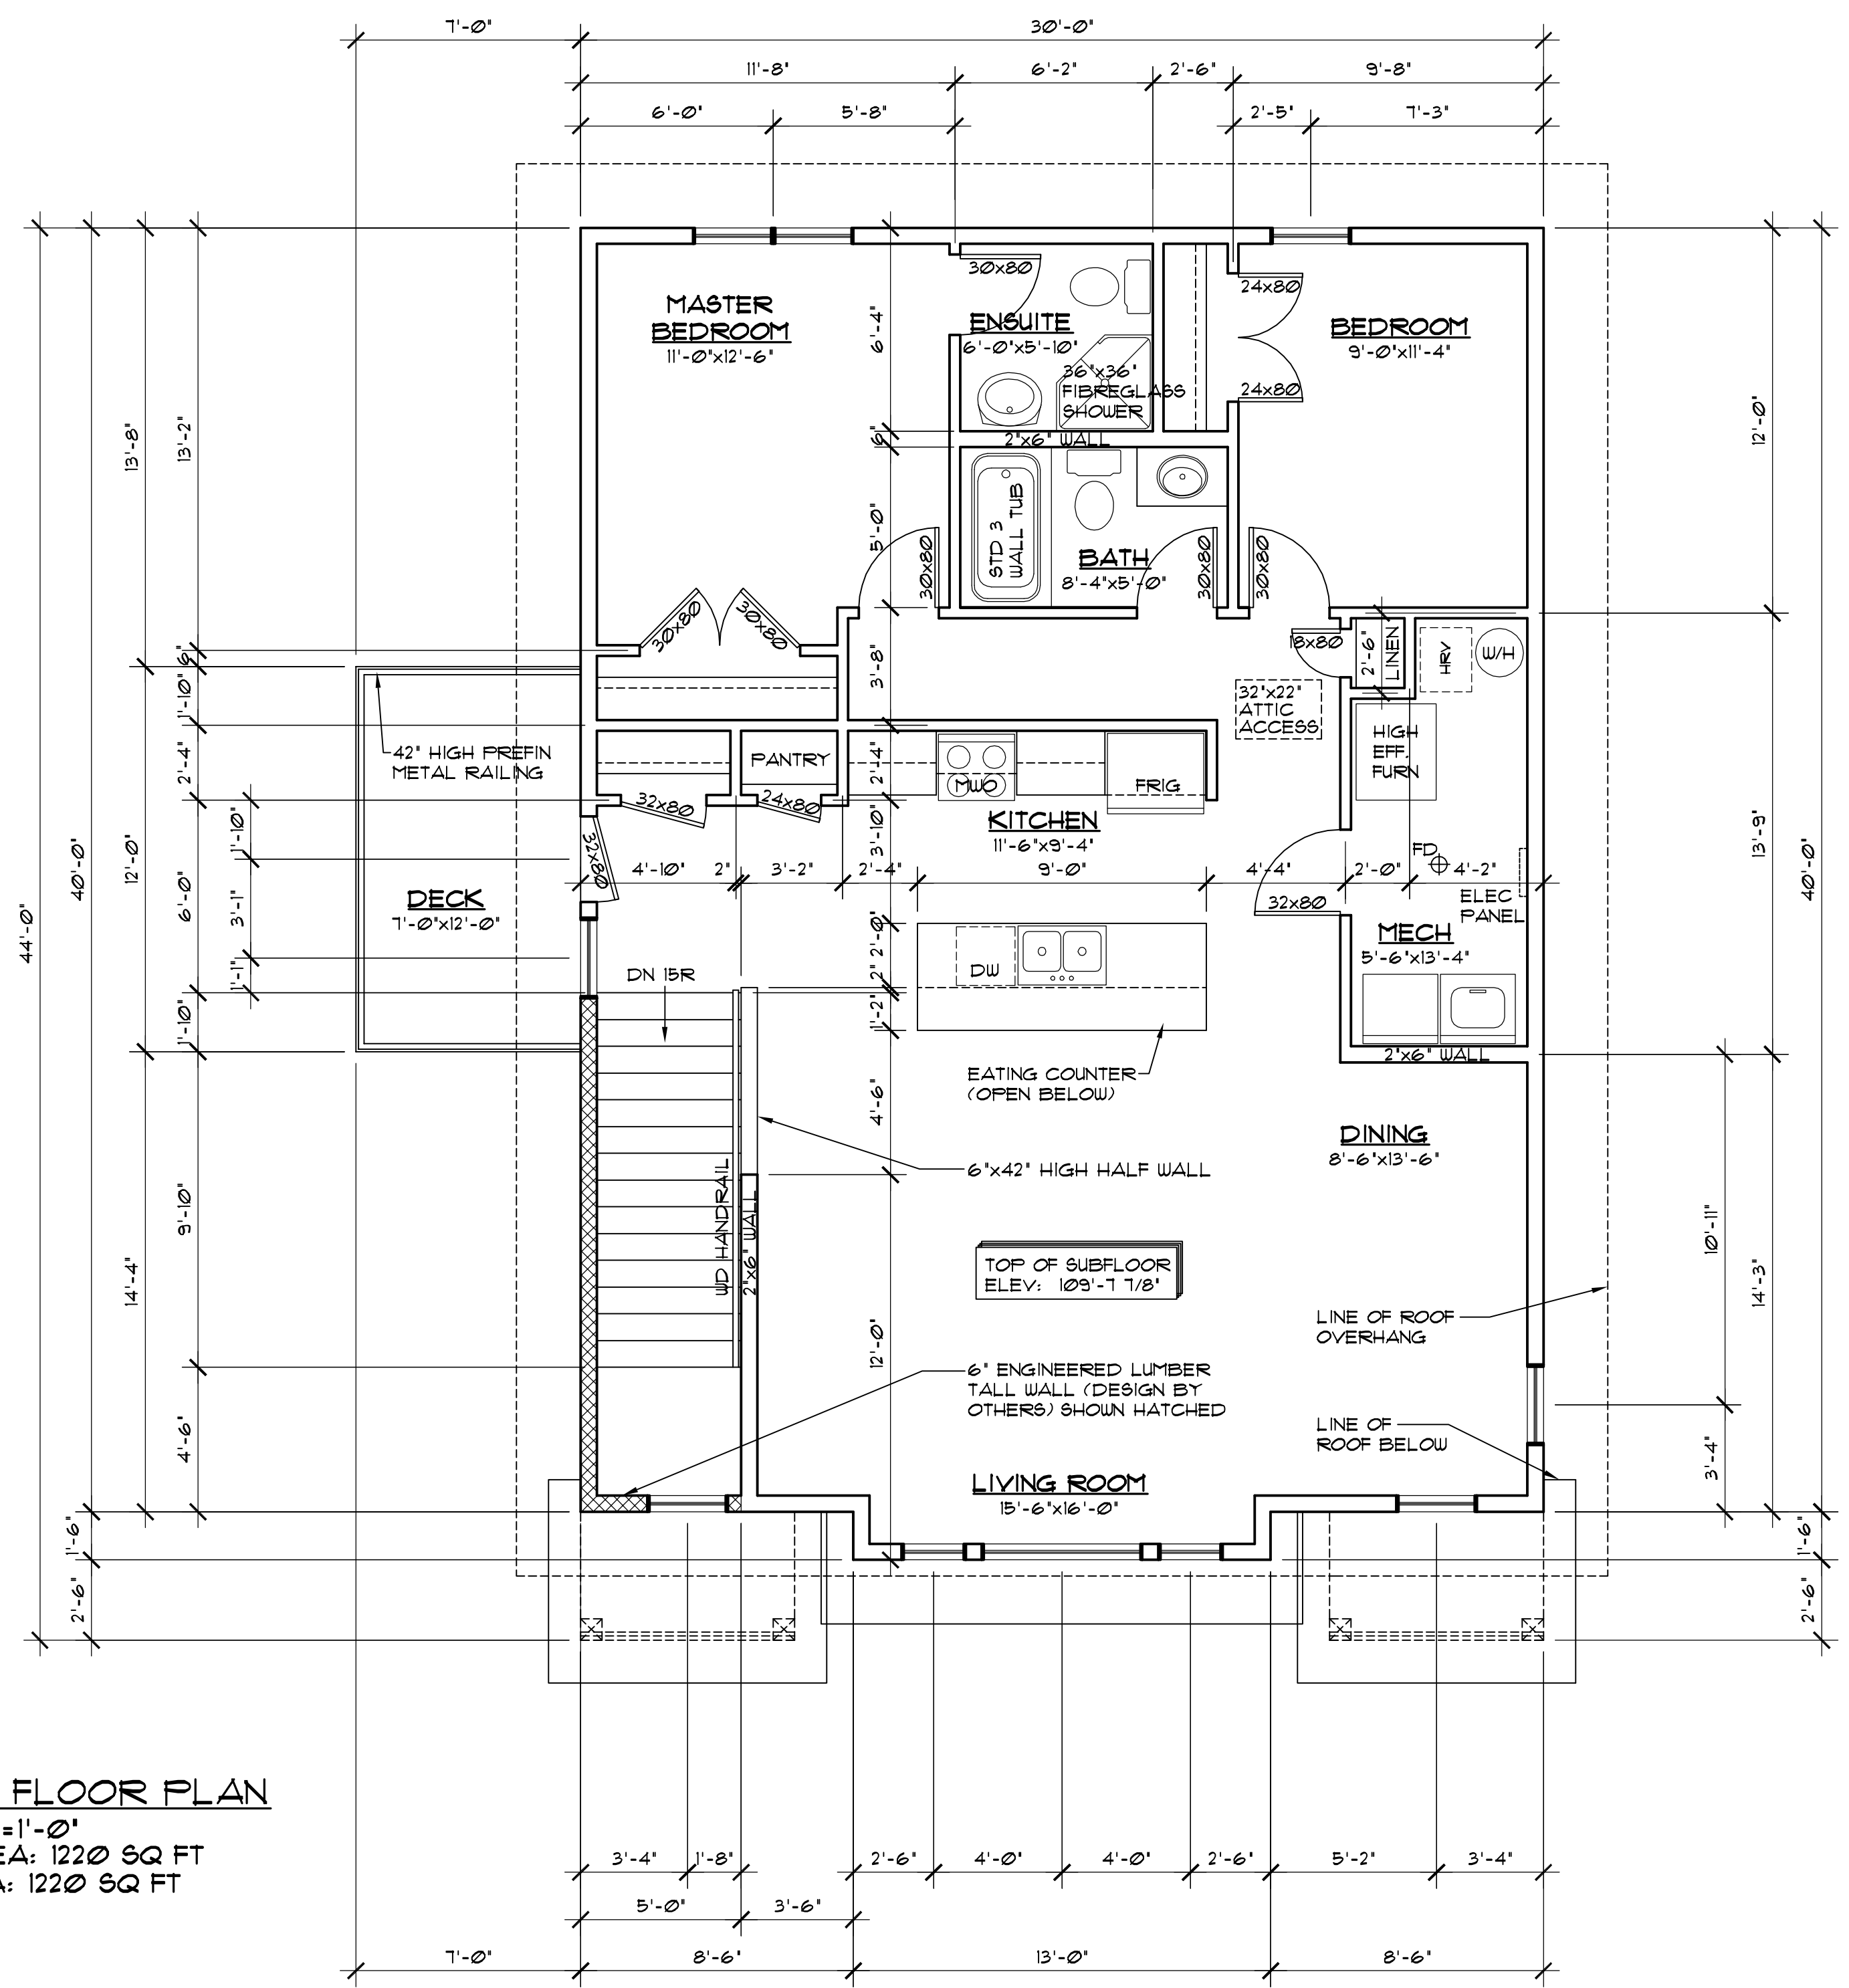 7'-0"
30'-0"
11'-8"
6'-2"
2'-6"
9'-8"
6'-0"
5'-8"
2'-5"
7'-3"
MASTER
BEDROOM
11'-0"x12'-6"
30x80
ENSUITE
6'-0"x5'-10"
36"x36"
FIBREGLASS
SHOWER
2"x6" WALL
24x80
24x80
BEDROOM
9'-0"x11'-4"
6'-4"
6"
5'-0"
3'-8"
2'-4"
3'-10"
2'-0"
2"
1'-2"
4'-6"
12'-0"
STD 3
WALL TUB
BATH
8'-4"x5'-0"
30x80
30x80
30x80
30x80
30x80
18x80
2'-6"
LINEN
HRV
W/H
32"x22"
ATTIC
ACCESS
HIGH
EFF.
FURN
42" HIGH PREFIN
METAL RAILING
PANTRY
MWO
FRIG
32x80
24x80
32x80
KITCHEN
11'-6"x9'-4"
4'-10"
2"
3'-2"
2'-4"
9'-0"
4'-4"
2'-0"
4'-2"
FD
ELEC
PANEL
32x80
DECK
7'-0"x12'-0"
MECH
5'-6"x13'-4"
DW
DN 15R
2"x6" WALL
EATING COUNTER
(OPEN BELOW)
DINING
8'-6"x13'-6"
6"x42" HIGH HALF WALL
WD HANDRAIL
2"x6" WALL
TOP OF SUBFLOOR
ELEV: 109'-7 7/8"
LINE OF ROOF
OVERHANG
6" ENGINEERED LUMBER
TALL WALL (DESIGN BY
OTHERS) SHOWN HATCHED
LINE OF
ROOF BELOW
LIVING ROOM
15'-6"x16'-0"
44'-0"
40'-0"
1'-6"
2'-6"
13'-8"
12'-0"
14'-4"
13'-2"
6"
1'-10"
2'-4"
6'-0"
1'-10"
9'-10"
4'-6"
1'-10"
3'-1"
1'-1"
12'-0"
13'-9"
14'-3"
10'-11"
3'-4"
40'-0"
1'-6"
2'-6"
FLOOR PLAN
=1'-0"
EA: 1220 SQ FT
A: 1220 SQ FT
3'-4"
1'-8"
2'-6"
4'-0"
4'-0"
2'-6"
5'-2"
3'-4"
5'-0"
3'-6"
7'-0"
8'-6"
13'-0"
8'-6"